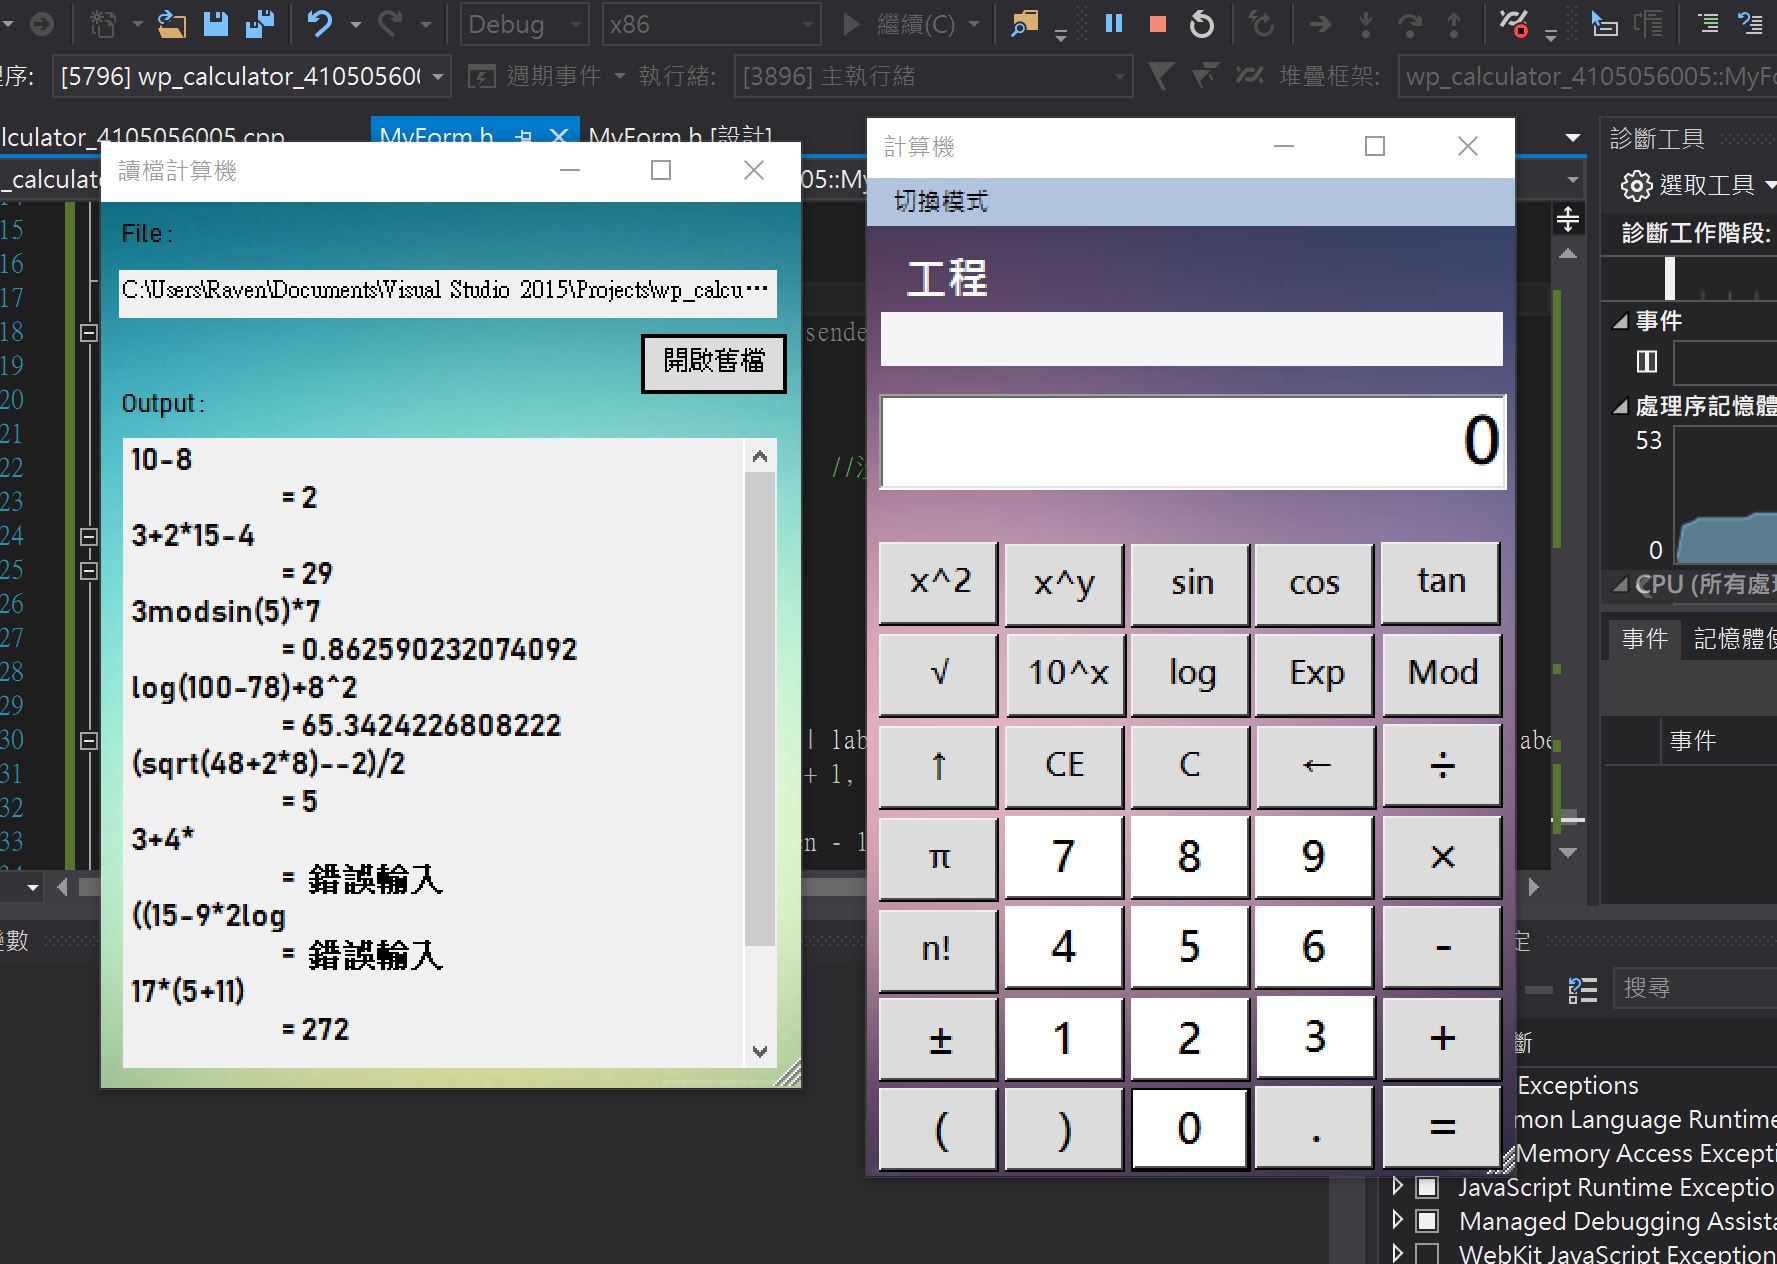 Debug
x86
繼續(C)
程序:
[5796] wp_calculator_410505600
週期事件
執行緒:
[3896] 主執行緒
堆疊框架:
wp_calculator_4105056005::MyFo
lculator_4105056005.cpp
MyForm.h
MyForm.h [設計]
_calculat
05::My
15
16
17
18
19
20
21
22
23
24
25
26
27
28
29
30
31
32
33
sende
//
| lab
abe
+ 1,
n - 1
讀檔計算機
File :
C:\Users\Raven\Documents\Visual Studio 2015\Projects\wp_calcu...
開啟舊檔
Output :
10-8
= 2
3+2*15-4
= 29
3modsin(5)*7
= 0.862590232074092
log(100-78)+8^2
= 65.3424226808222
(sqrt(48+2*8)--2)/2
= 5
3+4*
= 錯誤輸入
((15-9*2log
= 錯誤輸入
17*(5+11)
= 272
計算機
切換模式
工程
0
x^2 x^y sin cos tan
√ 10^x log Exp Mod
↑ CE C ← ÷
π 7 8 9 ×
n! 4 5 6 -
± 1 2 3 +
( ) 0 . =
診斷工具
選取工具
診斷工作階段:
事件
處理序記憶體
53
0
CPU (所有處理
事件
記憶體使
事件
變數
定
搜尋
斷
Exceptions
mon Language Runtime
Memory Access Excepti
JavaScript Runtime Exceptio
Managed Debugging Assista
WebKit JavaScript Exception